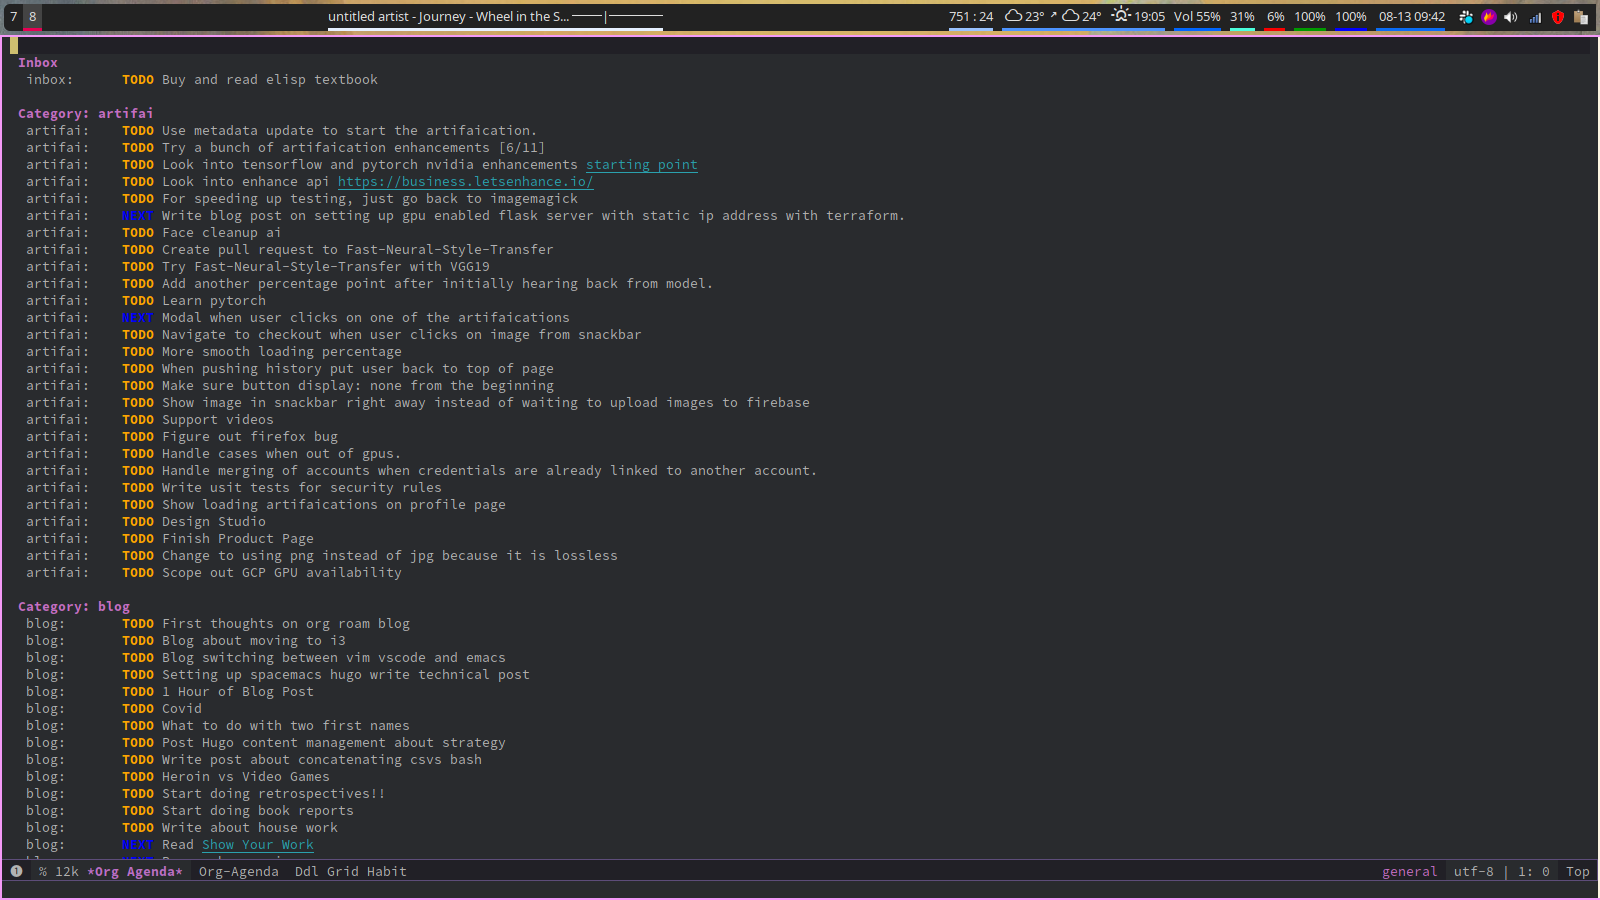 7 8 untitled artist - Journey - Wheel in the S... 751 : 24 23° 24° 19:05 Vol 55% 31% 6% 100% 100% 08-13 09:42
Inbox
inbox: TODO Buy and read elisp textbook
Category: artifai
artifai: TODO Use metadata update to start the artifaication.
artifai: TODO Try a bunch of artifaication enhancements [6/11]
artifai: TODO Look into tensorflow and pytorch nvidia enhancements starting point
artifai: TODO Look into enhance api https://business.letsenhance.io/
artifai: TODO For speeding up testing, just go back to imagemagick
artifai: NEXT Write blog post on setting up gpu enabled flask server with static ip address with terraform.
artifai: TODO Face cleanup ai
artifai: TODO Create pull request to Fast-Neural-Style-Transfer
artifai: TODO Try Fast-Neural-Style-Transfer with VGG19
artifai: TODO Add another percentage point after initially hearing back from model.
artifai: TODO Learn pytorch
artifai: NEXT Modal when user clicks on one of the artifaications
artifai: TODO Navigate to checkout when user clicks on image from snackbar
artifai: TODO More smooth loading percentage
artifai: TODO When pushing history put user back to top of page
artifai: TODO Make sure button display: none from the beginning
artifai: TODO Show image in snackbar right away instead of waiting to upload images to firebase
artifai: TODO Support videos
artifai: TODO Figure out firefox bug
artifai: TODO Handle cases when out of gpus.
artifai: TODO Handle merging of accounts when credentials are already linked to another account.
artifai: TODO Write usit tests for security rules
artifai: TODO Show loading artifaications on profile page
artifai: TODO Design Studio
artifai: TODO Finish Product Page
artifai: TODO Change to using png instead of jpg because it is lossless
artifai: TODO Scope out GCP GPU availability
Category: blog
blog: TODO First thoughts on org roam blog
blog: TODO Blog about moving to i3
blog: TODO Blog switching between vim vscode and emacs
blog: TODO Setting up spacemacs hugo write technical post
blog: TODO 1 Hour of Blog Post
blog: TODO Covid
blog: TODO What to do with two first names
blog: TODO Post Hugo content management about strategy
blog: TODO Write post about concatenating csvs bash
blog: TODO Heroin vs Video Games
blog: TODO Start doing retrospectives!!
blog: TODO Start doing book reports
blog: TODO Write about house work
blog: NEXT Read Show Your Work
1 % 12k *Org Agenda* Org-Agenda Ddl Grid Habit general utf-8 | 1: 0 Top